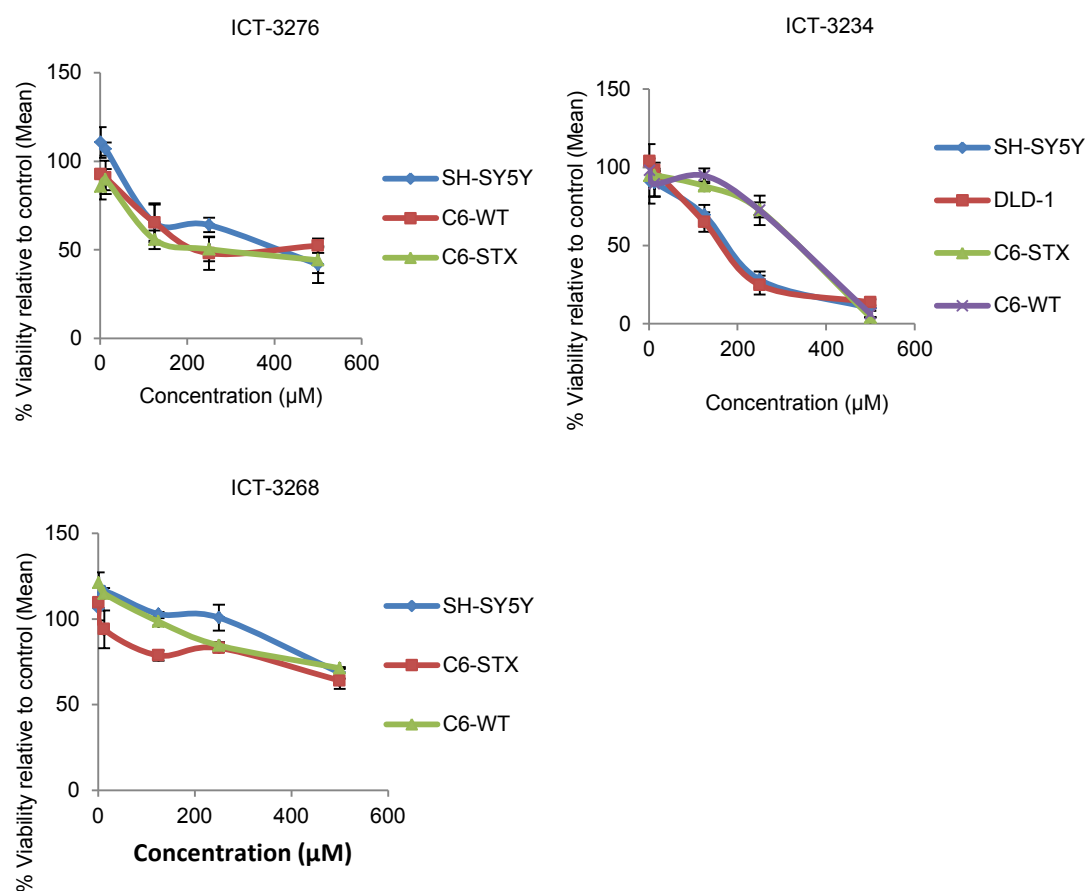 ICT-3276
% Viability relative to control (Mean)
150
100
50
0
0 200 400 600
Concentration (µM)
SH-SY5Y
C6-WT
C6-STX
ICT-3234
% Viability relative to control (Mean)
150
100
50
0
0 200 400 600
Concentration (µM)
SH-SY5Y
DLD-1
C6-STX
C6-WT
ICT-3268
% Viability relative to control (Mean)
150
100
50
0
0 200 400 600
Concentration (µM)
SH-SY5Y
C6-STX
C6-WT